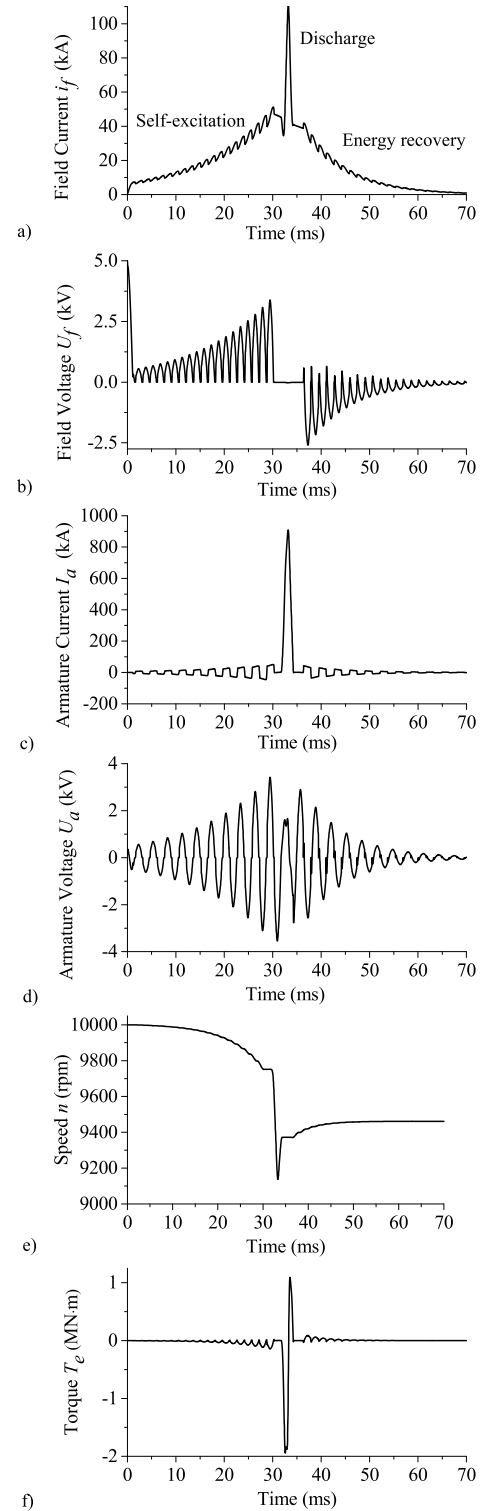 Field Current i_f (kA)
100
80
60
40
20
0
Discharge
Self-excitation
Energy recovery
0 10 20 30 40 50 60 70
Time (ms)
a)
Field Voltage U_f (kV)
5.0
2.5
0.0
-2.5
0 10 20 30 40 50 60 70
Time (ms)
b)
Armature Current I_a (kA)
1000
800
600
400
200
0
-200
0 10 20 30 40 50 60 70
Time (ms)
c)
Armature Voltage U_a (kV)
4
2
0
-2
-4
0 10 20 30 40 50 60 70
Time (ms)
d)
Speed n (rpm)
10000
9800
9600
9400
9200
9000
0 10 20 30 40 50 60 70
Time (ms)
e)
Torque T_e (MN·m)
1
0
-1
-2
0 10 20 30 40 50 60 70
Time (ms)
f)